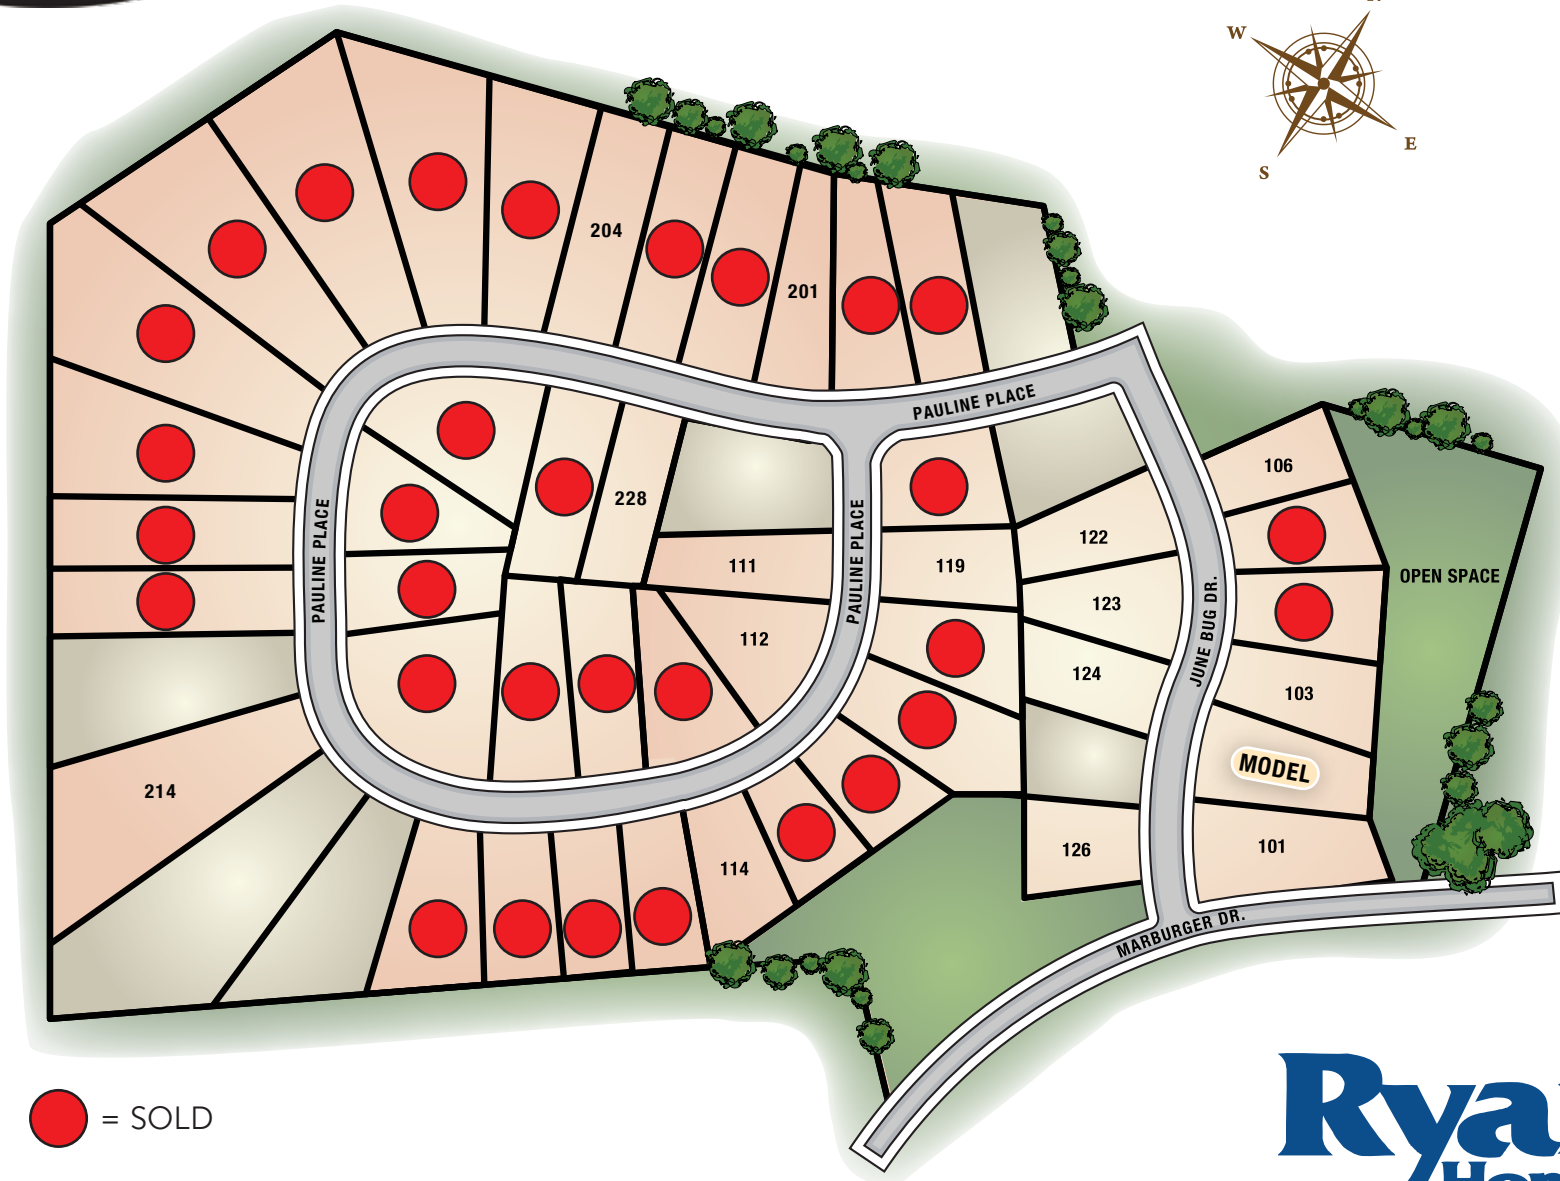 W
E
S
204
201
PAULINE PLACE
106
228
122
OPEN SPACE
111
119
PAULINE PLACE
PAULINE PLACE
123
JUNE BUG DR.
112
124
103
MODEL
214
101
126
114
MARBURGER DR.
= SOLD
Rya